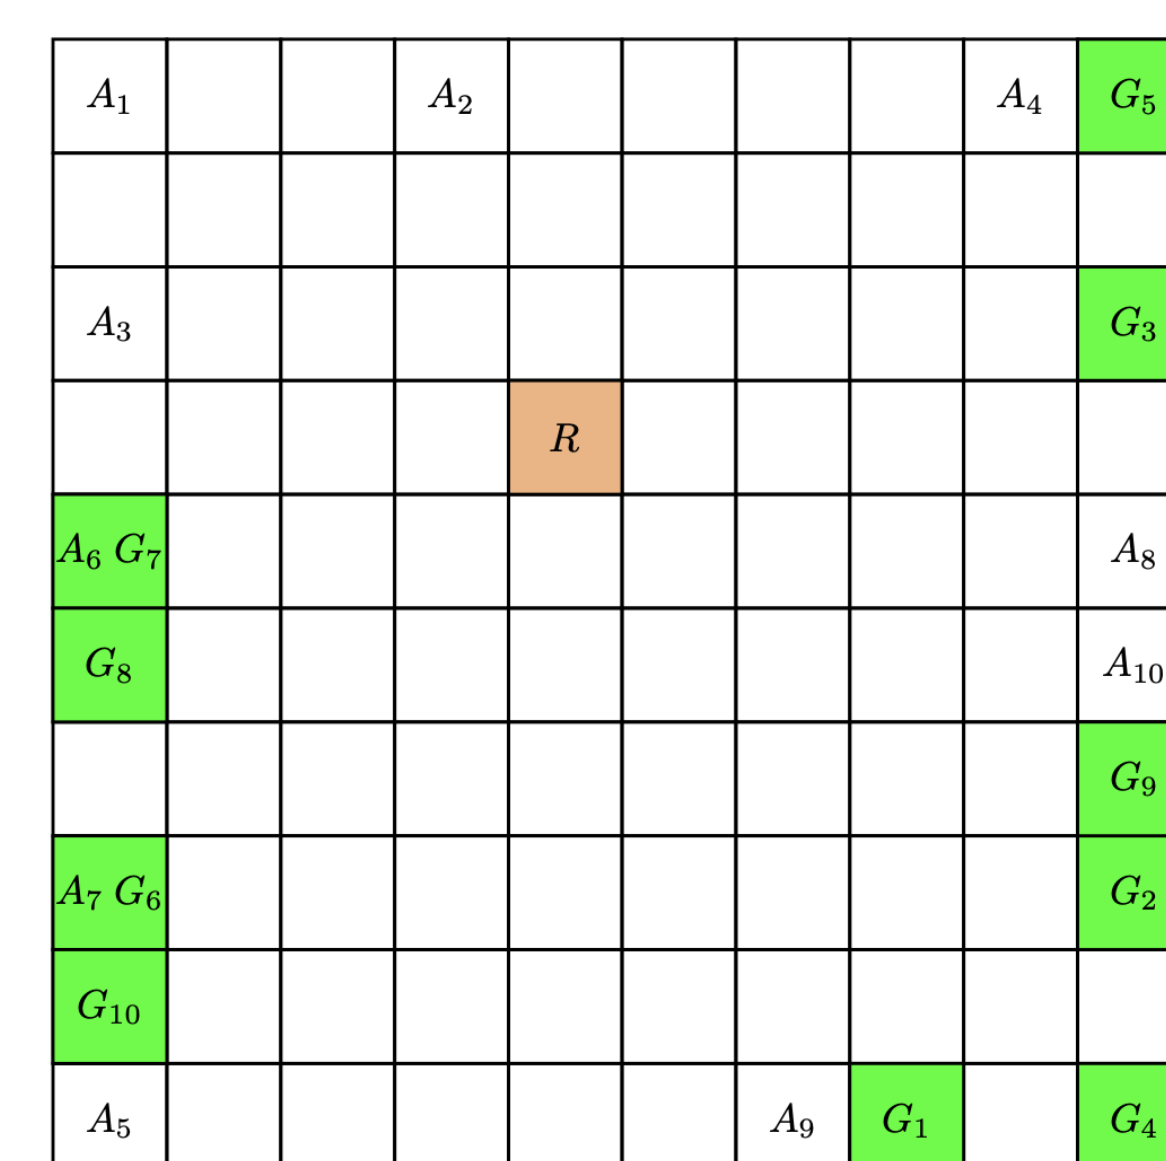 A₁ A₂ A₄ G₅
A₃ G₃
R
A₆ G₇ A₈
G₈ A₁₀
G₉
A₇ G₆ G₂
G₁₀
A₅ A₉ G₁ G₄